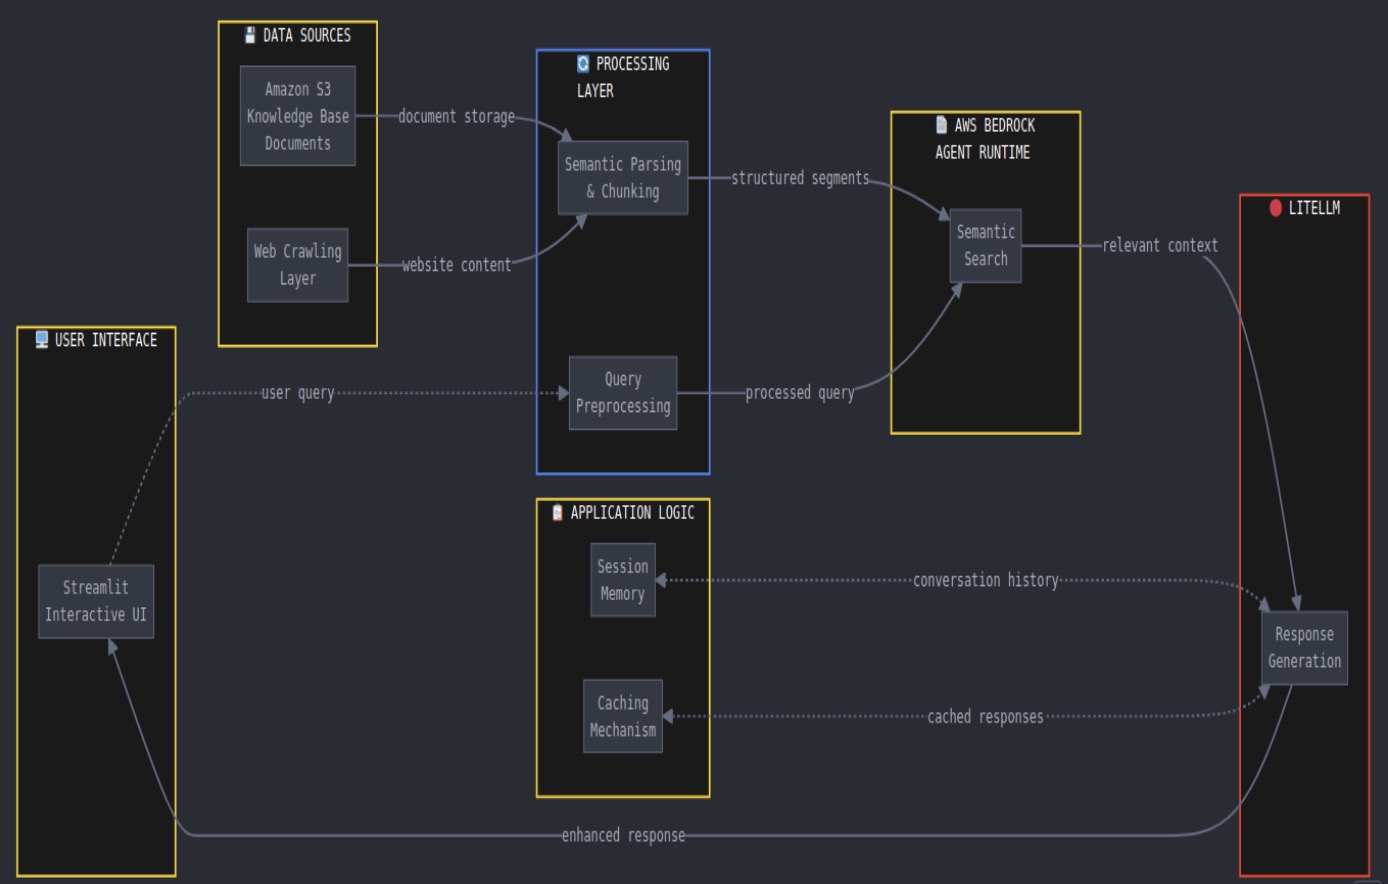 DATA SOURCES
Amazon S3
Knowledge Base
Documents
Web Crawling
Layer
document storage
website content
PROCESSING
LAYER
Semantic Parsing
& Chunking
Query
Preprocessing
structured segments
processed query
AWS BEDROCK
AGENT RUNTIME
Semantic
Search
relevant context
LITELLM
Response
Generation
USER INTERFACE
Streamlit
Interactive UI
user query
APPLICATION LOGIC
Session
Memory
Caching
Mechanism
conversation history
cached responses
enhanced response